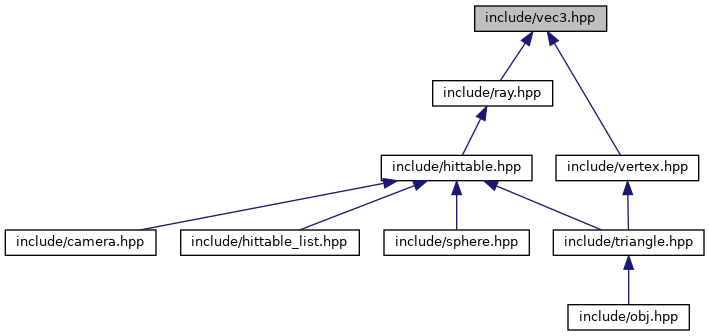 include/vec3.hpp
include/ray.hpp
include/hittable.hpp
include/vertex.hpp
include/camera.hpp
include/hittable_list.hpp
include/sphere.hpp
include/triangle.hpp
include/obj.hpp